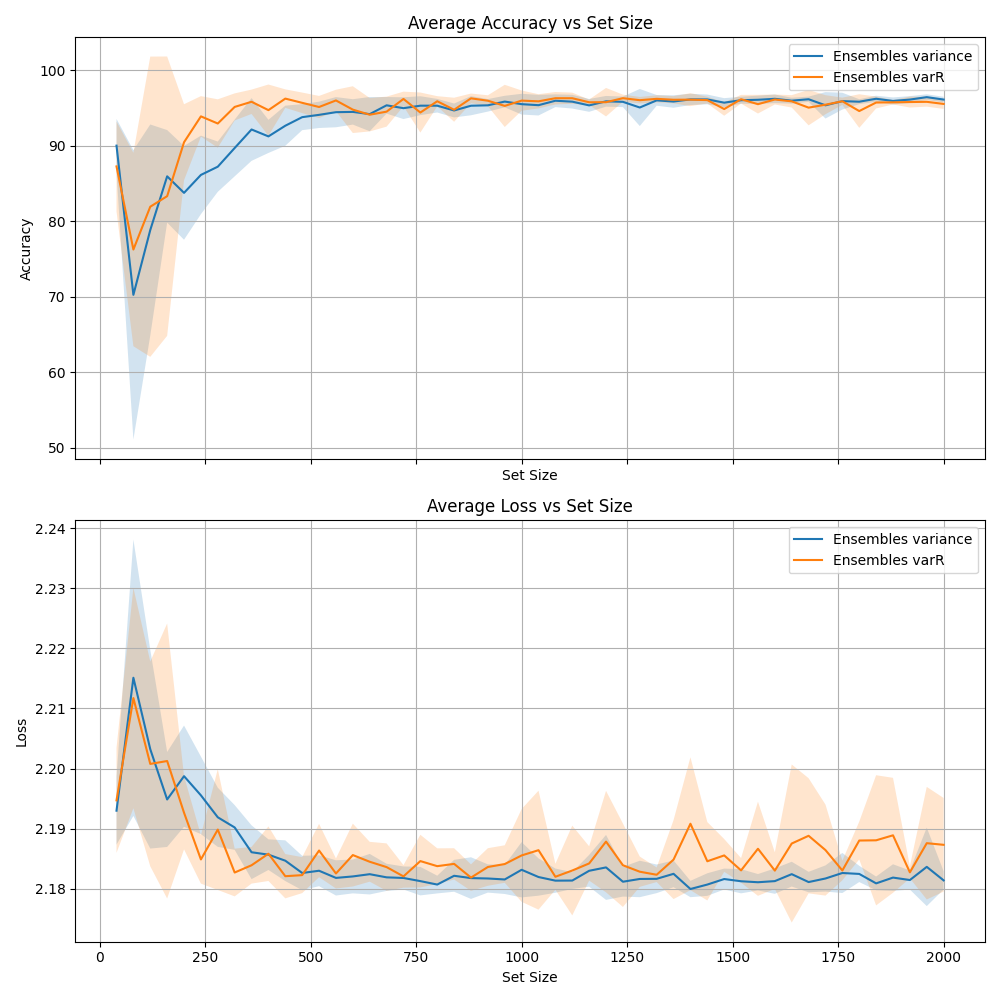 Average Accuracy vs Set Size
Ensembles variance
Ensembles varR
100
90
80
70
60
50
Accuracy
Set Size
Average Loss vs Set Size
Ensembles variance
Ensembles varR
2.24
2.23
2.22
2.21
2.20
2.19
2.18
Loss
0 250 500 750 1000 1250 1500 1750 2000
Set Size